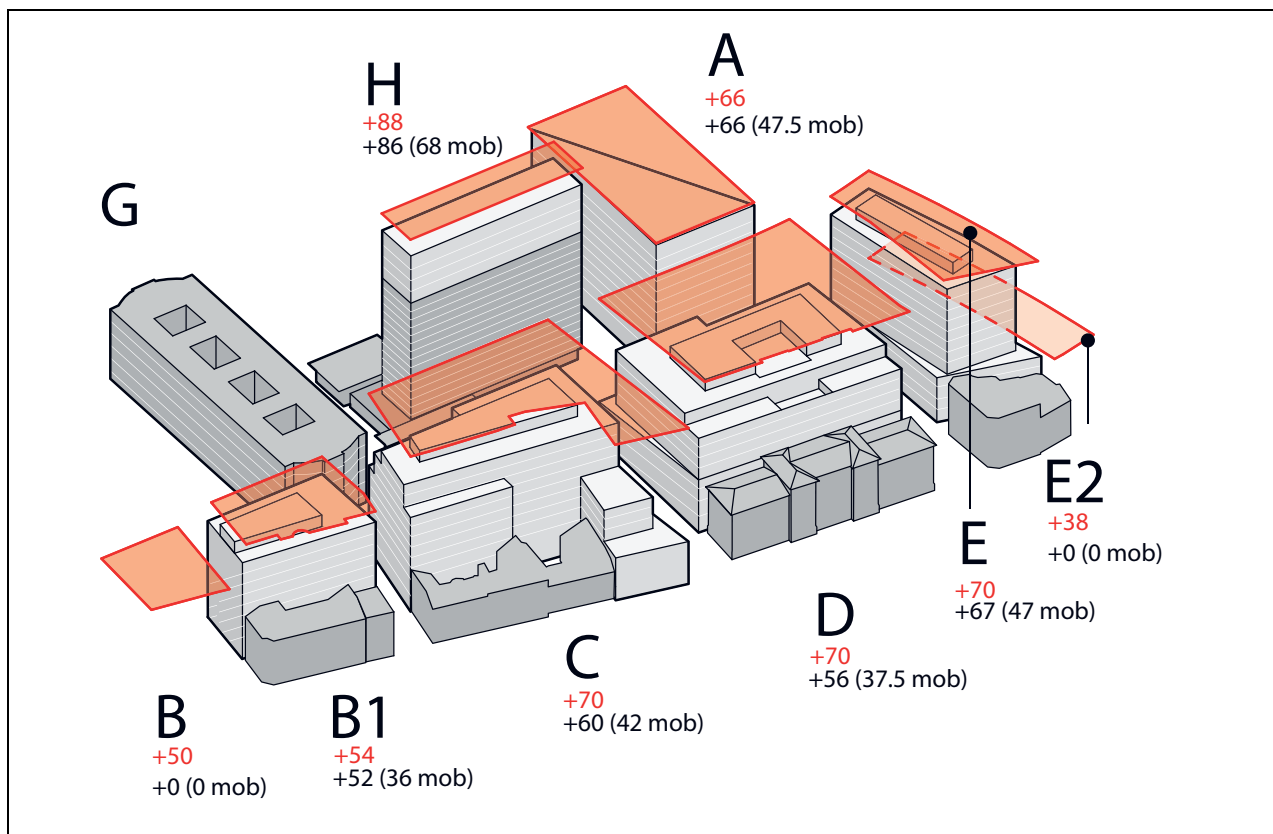 A
+66
+66 (47.5 mob)
H
+88
+86 (68 mob)
G
E2
+38
+0 (0 mob)
E
+70
+67 (47 mob)
D
+70
+56 (37.5 mob)
C
+70
+60 (42 mob)
B
+50
+0 (0 mob)
B1
+54
+52 (36 mob)